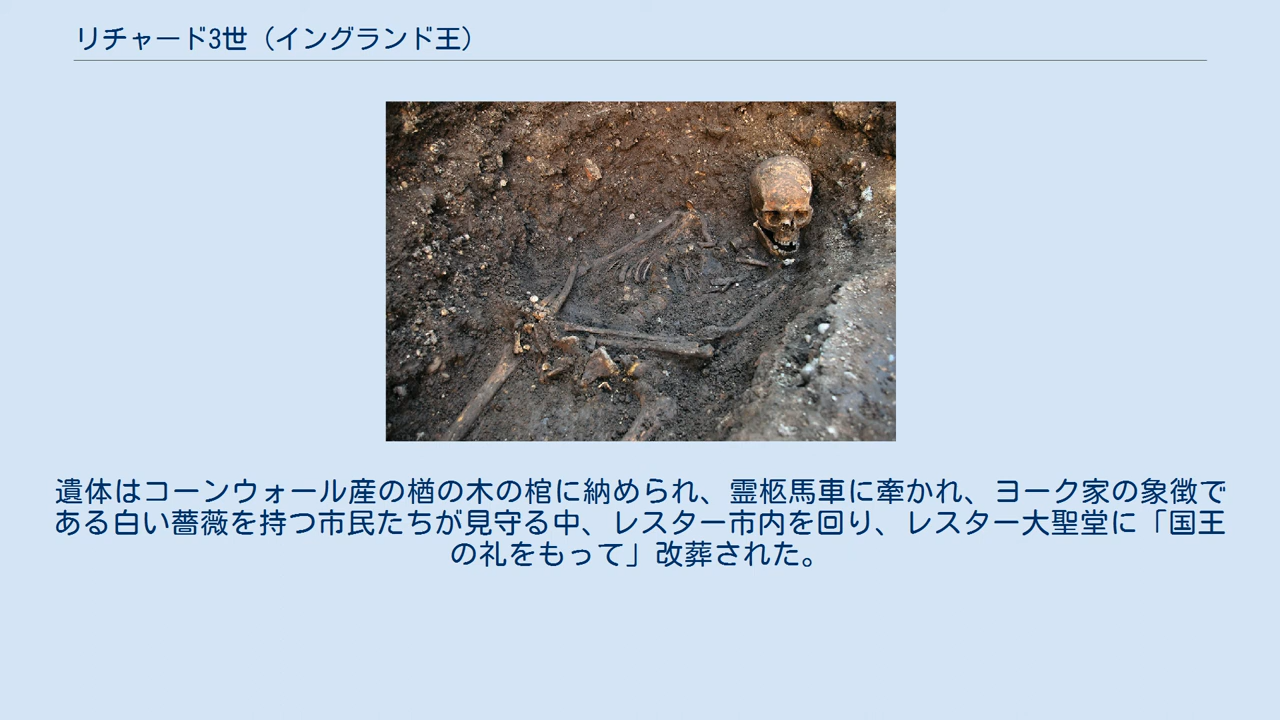 リチャード3世（イングランド王）
遺体はコーンウォール産の楢の木の棺に納められ、霊柩馬車に牽かれ、ヨーク家の象徴で
ある白い薔薇を持つ市民たちが見守る中、レスター市内を回り、レスター大聖堂に「国王
の礼をもって」改葬された。